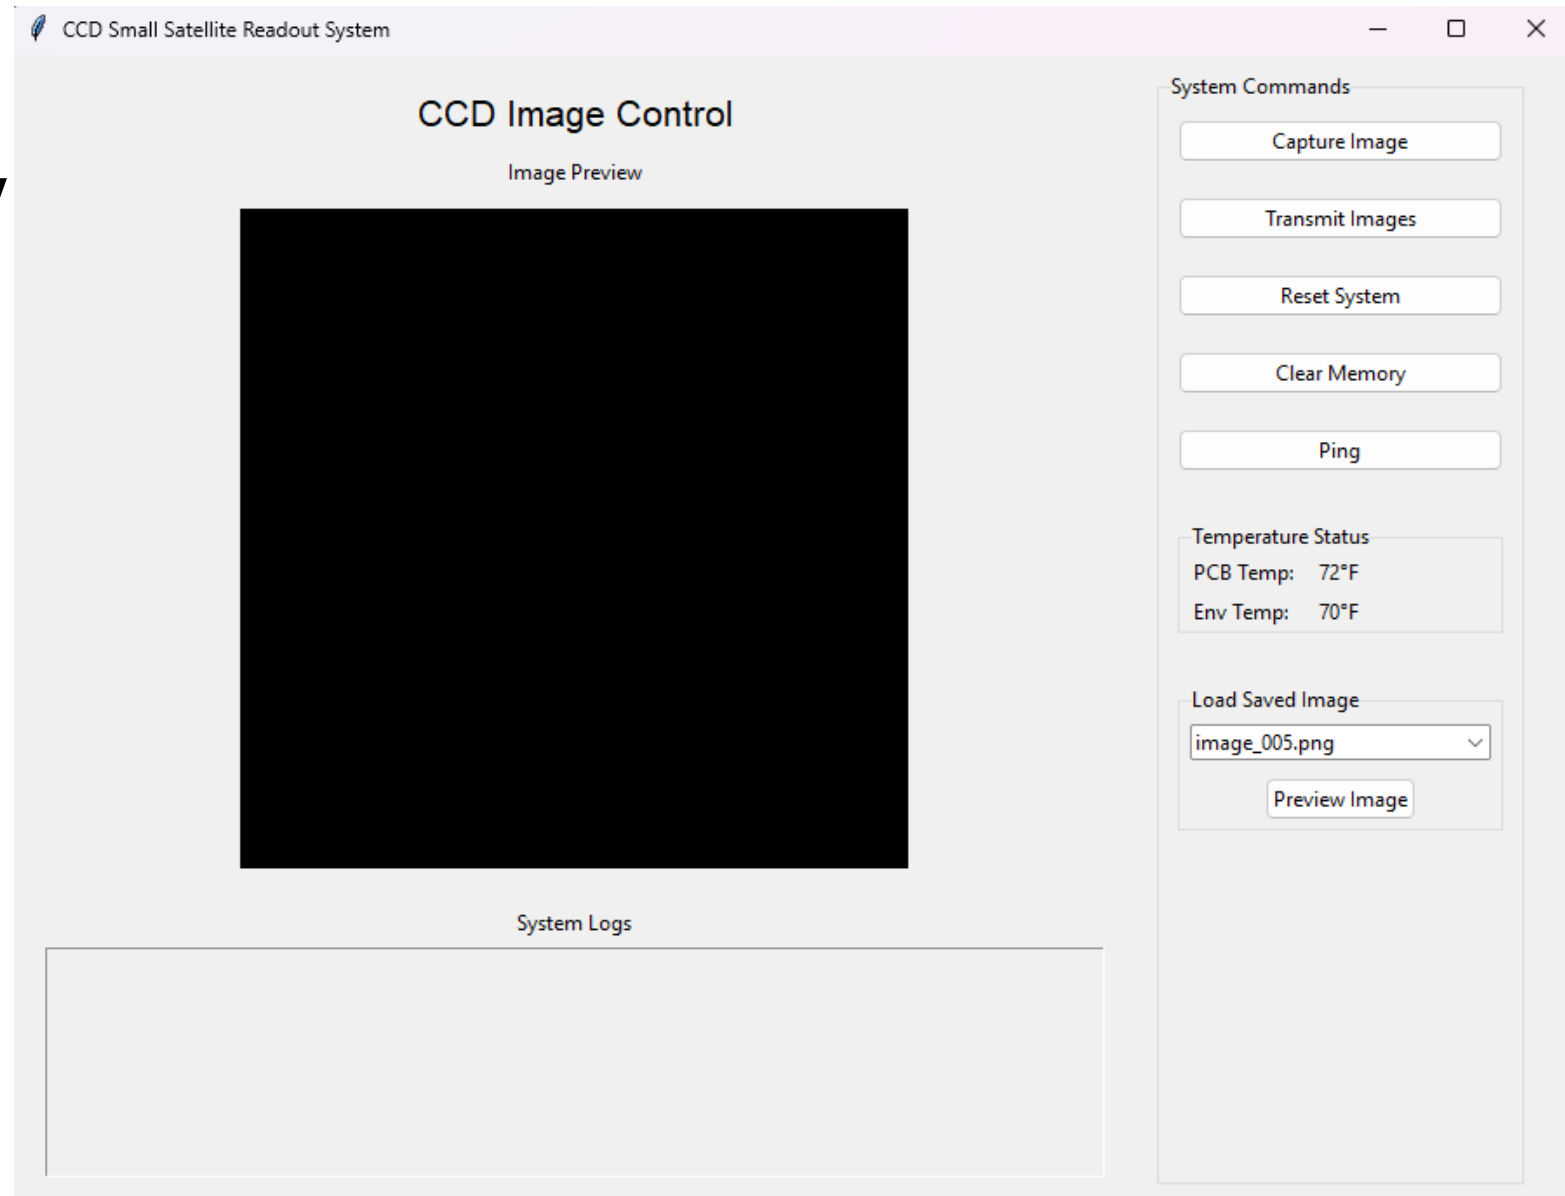 CCD Small Satellite Readout System
CCD Image Control
Image Preview
System Logs
System Commands
Capture Image
Transmit Images
Reset System
Clear Memory
Ping
Temperature Status
PCB Temp: 72°F
Env Temp: 70°F
Load Saved Image
image_005.png
Preview Image